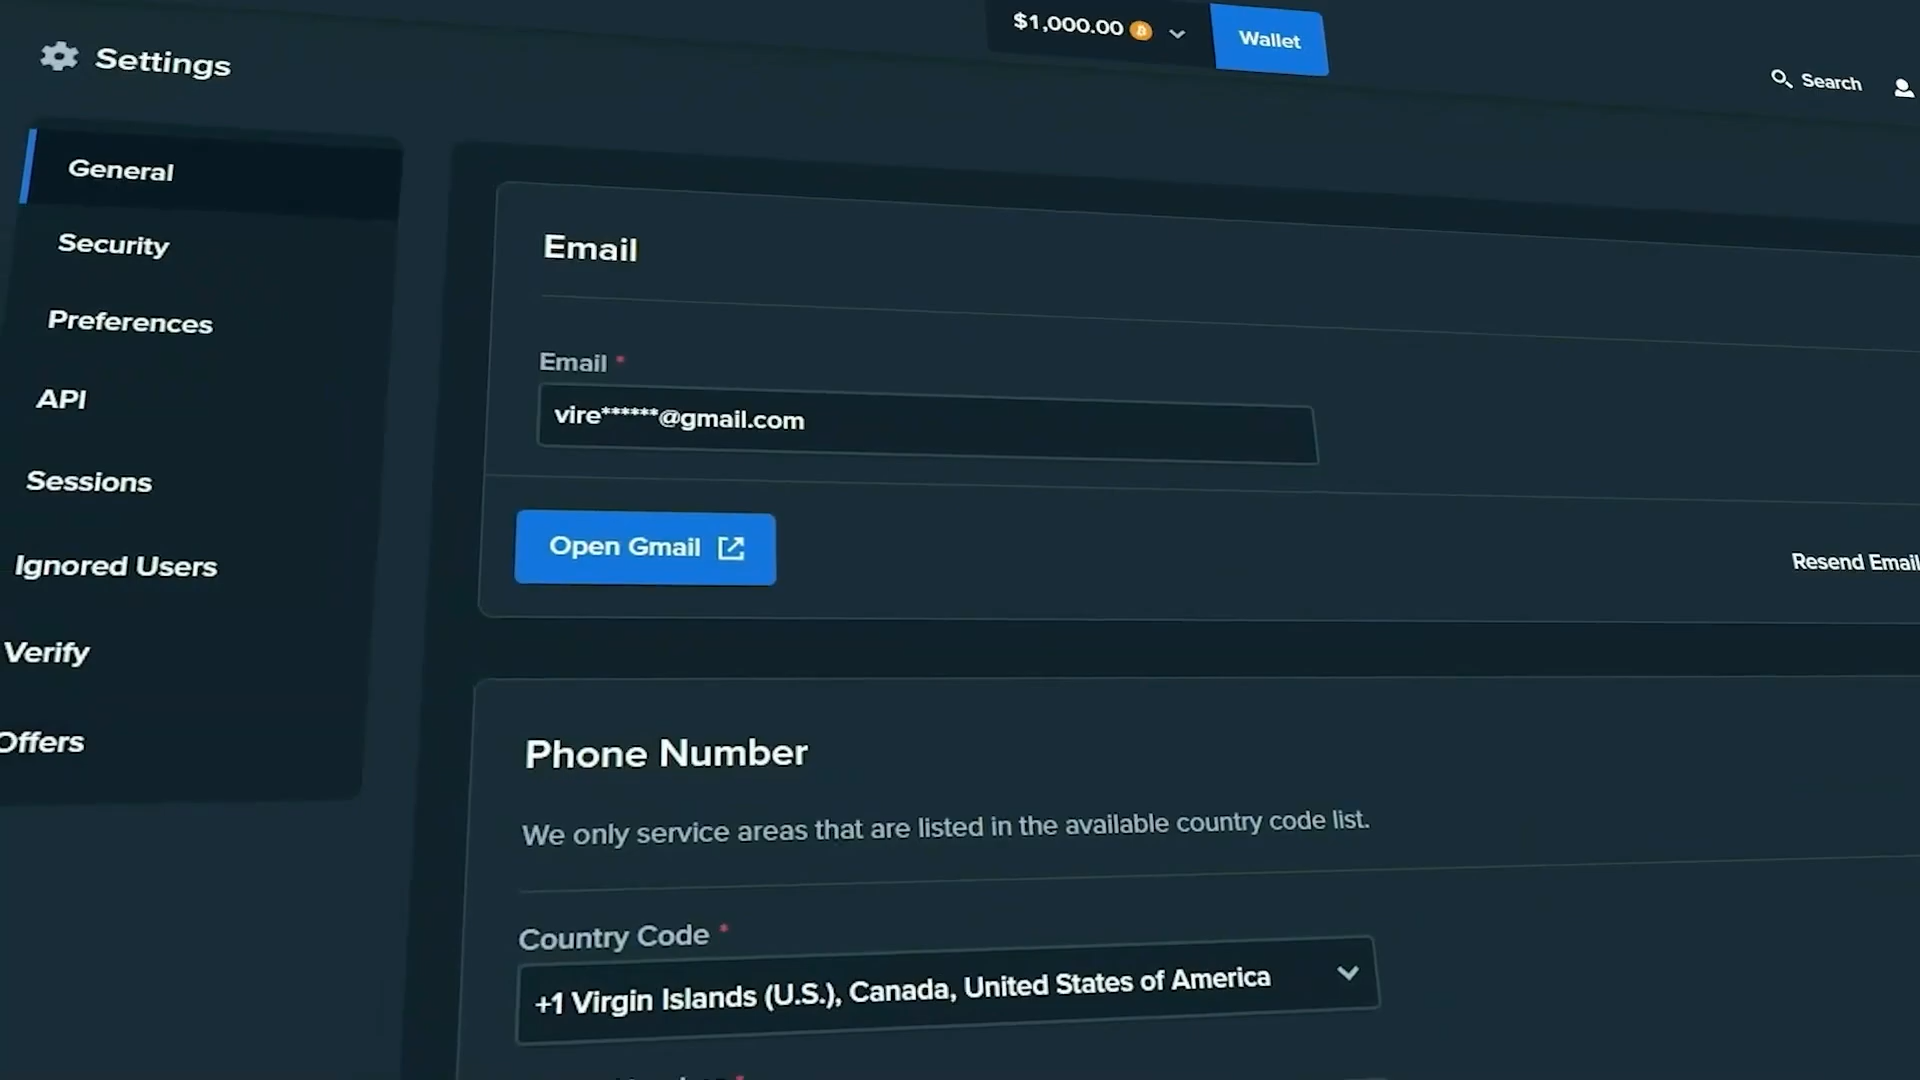 $1,000.00
Wallet
Settings
Search
General
Security
Preferences
API
Sessions
Ignored Users
Verify
Offers
Email
Email *
vire******@gmail.com
Open Gmail
Resend Email
Phone Number
We only service areas that are listed in the available country code list.
Country Code *
+1 Virgin Islands (U.S.), Canada, United States of America